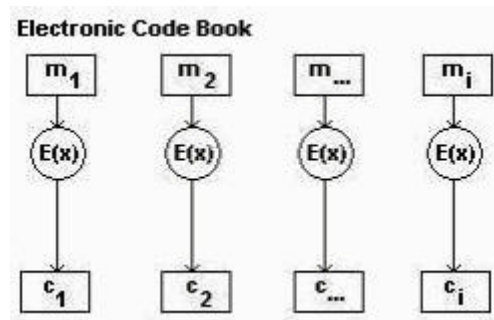 Electronic Code Book
m1 m2 m... mi
E(x) E(x) E(x) E(x)
c1 c2 c... ci